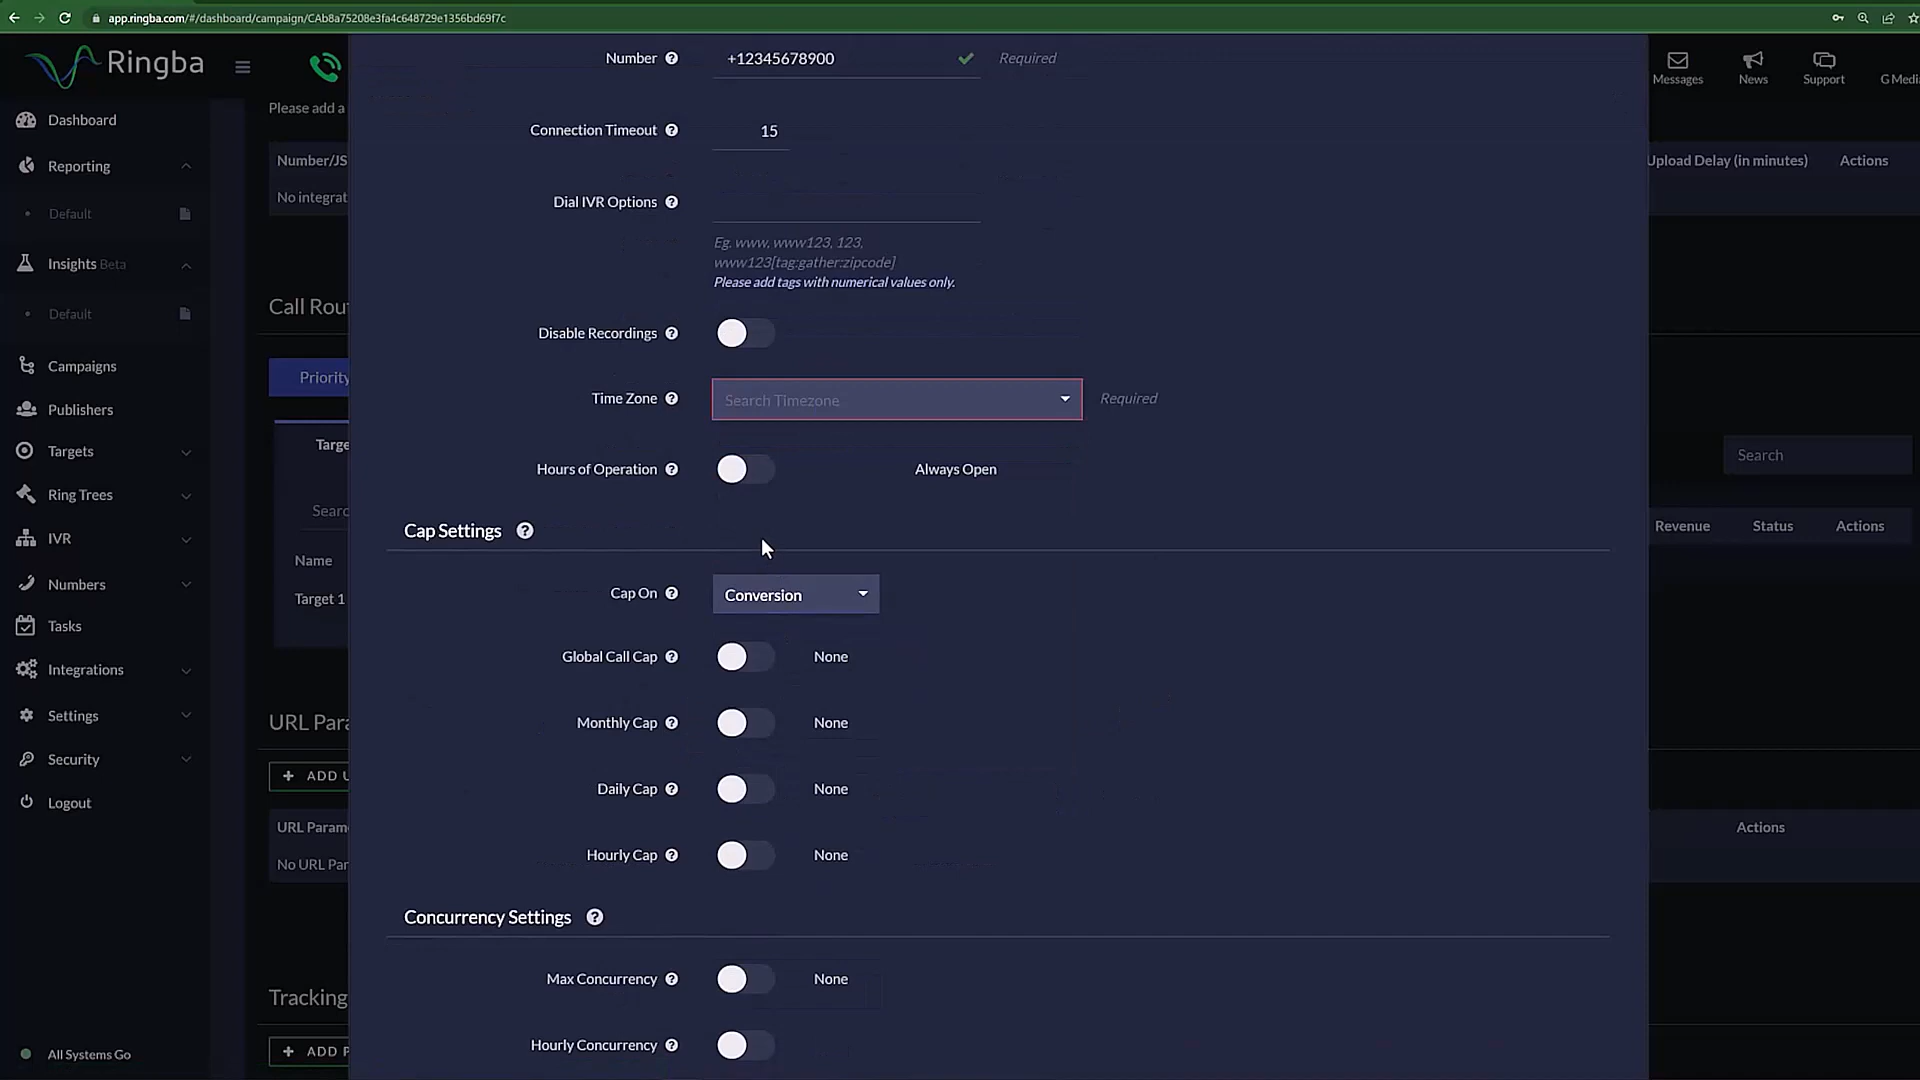 app.ringba.com/#/dashboard/campaign/CAb8a75208e3fa4c648729e1356bd69f7c
Ringba
Messages
News
Support
G Media
Dashboard
Reporting
Default
Insights Beta
Default
Campaigns
Publishers
Targets
Ring Trees
IVR
Numbers
Tasks
Integrations
Settings
Security
Logout
All Systems Go
Please add a
Number/JS
No integrat
Call Rou
Priority
Targe
Searc
Name
Target 1
URL Para
ADD U
URL Parame
No URL Par
Tracking
ADD P
Number
+12345678900
Required
Connection Timeout
15
Dial IVR Options
Eg. www, www123, 123,
www123[tag:gather:zipcode]
Please add tags with numerical values only.
Disable Recordings
Time Zone
Search Timezone
Required
Hours of Operation
Always Open
Cap Settings
Cap On
Conversion
Global Call Cap
None
Monthly Cap
None
Daily Cap
None
Hourly Cap
None
Concurrency Settings
Max Concurrency
None
Hourly Concurrency
Upload Delay (in minutes) Actions
Search
Revenue Status Actions
Actions